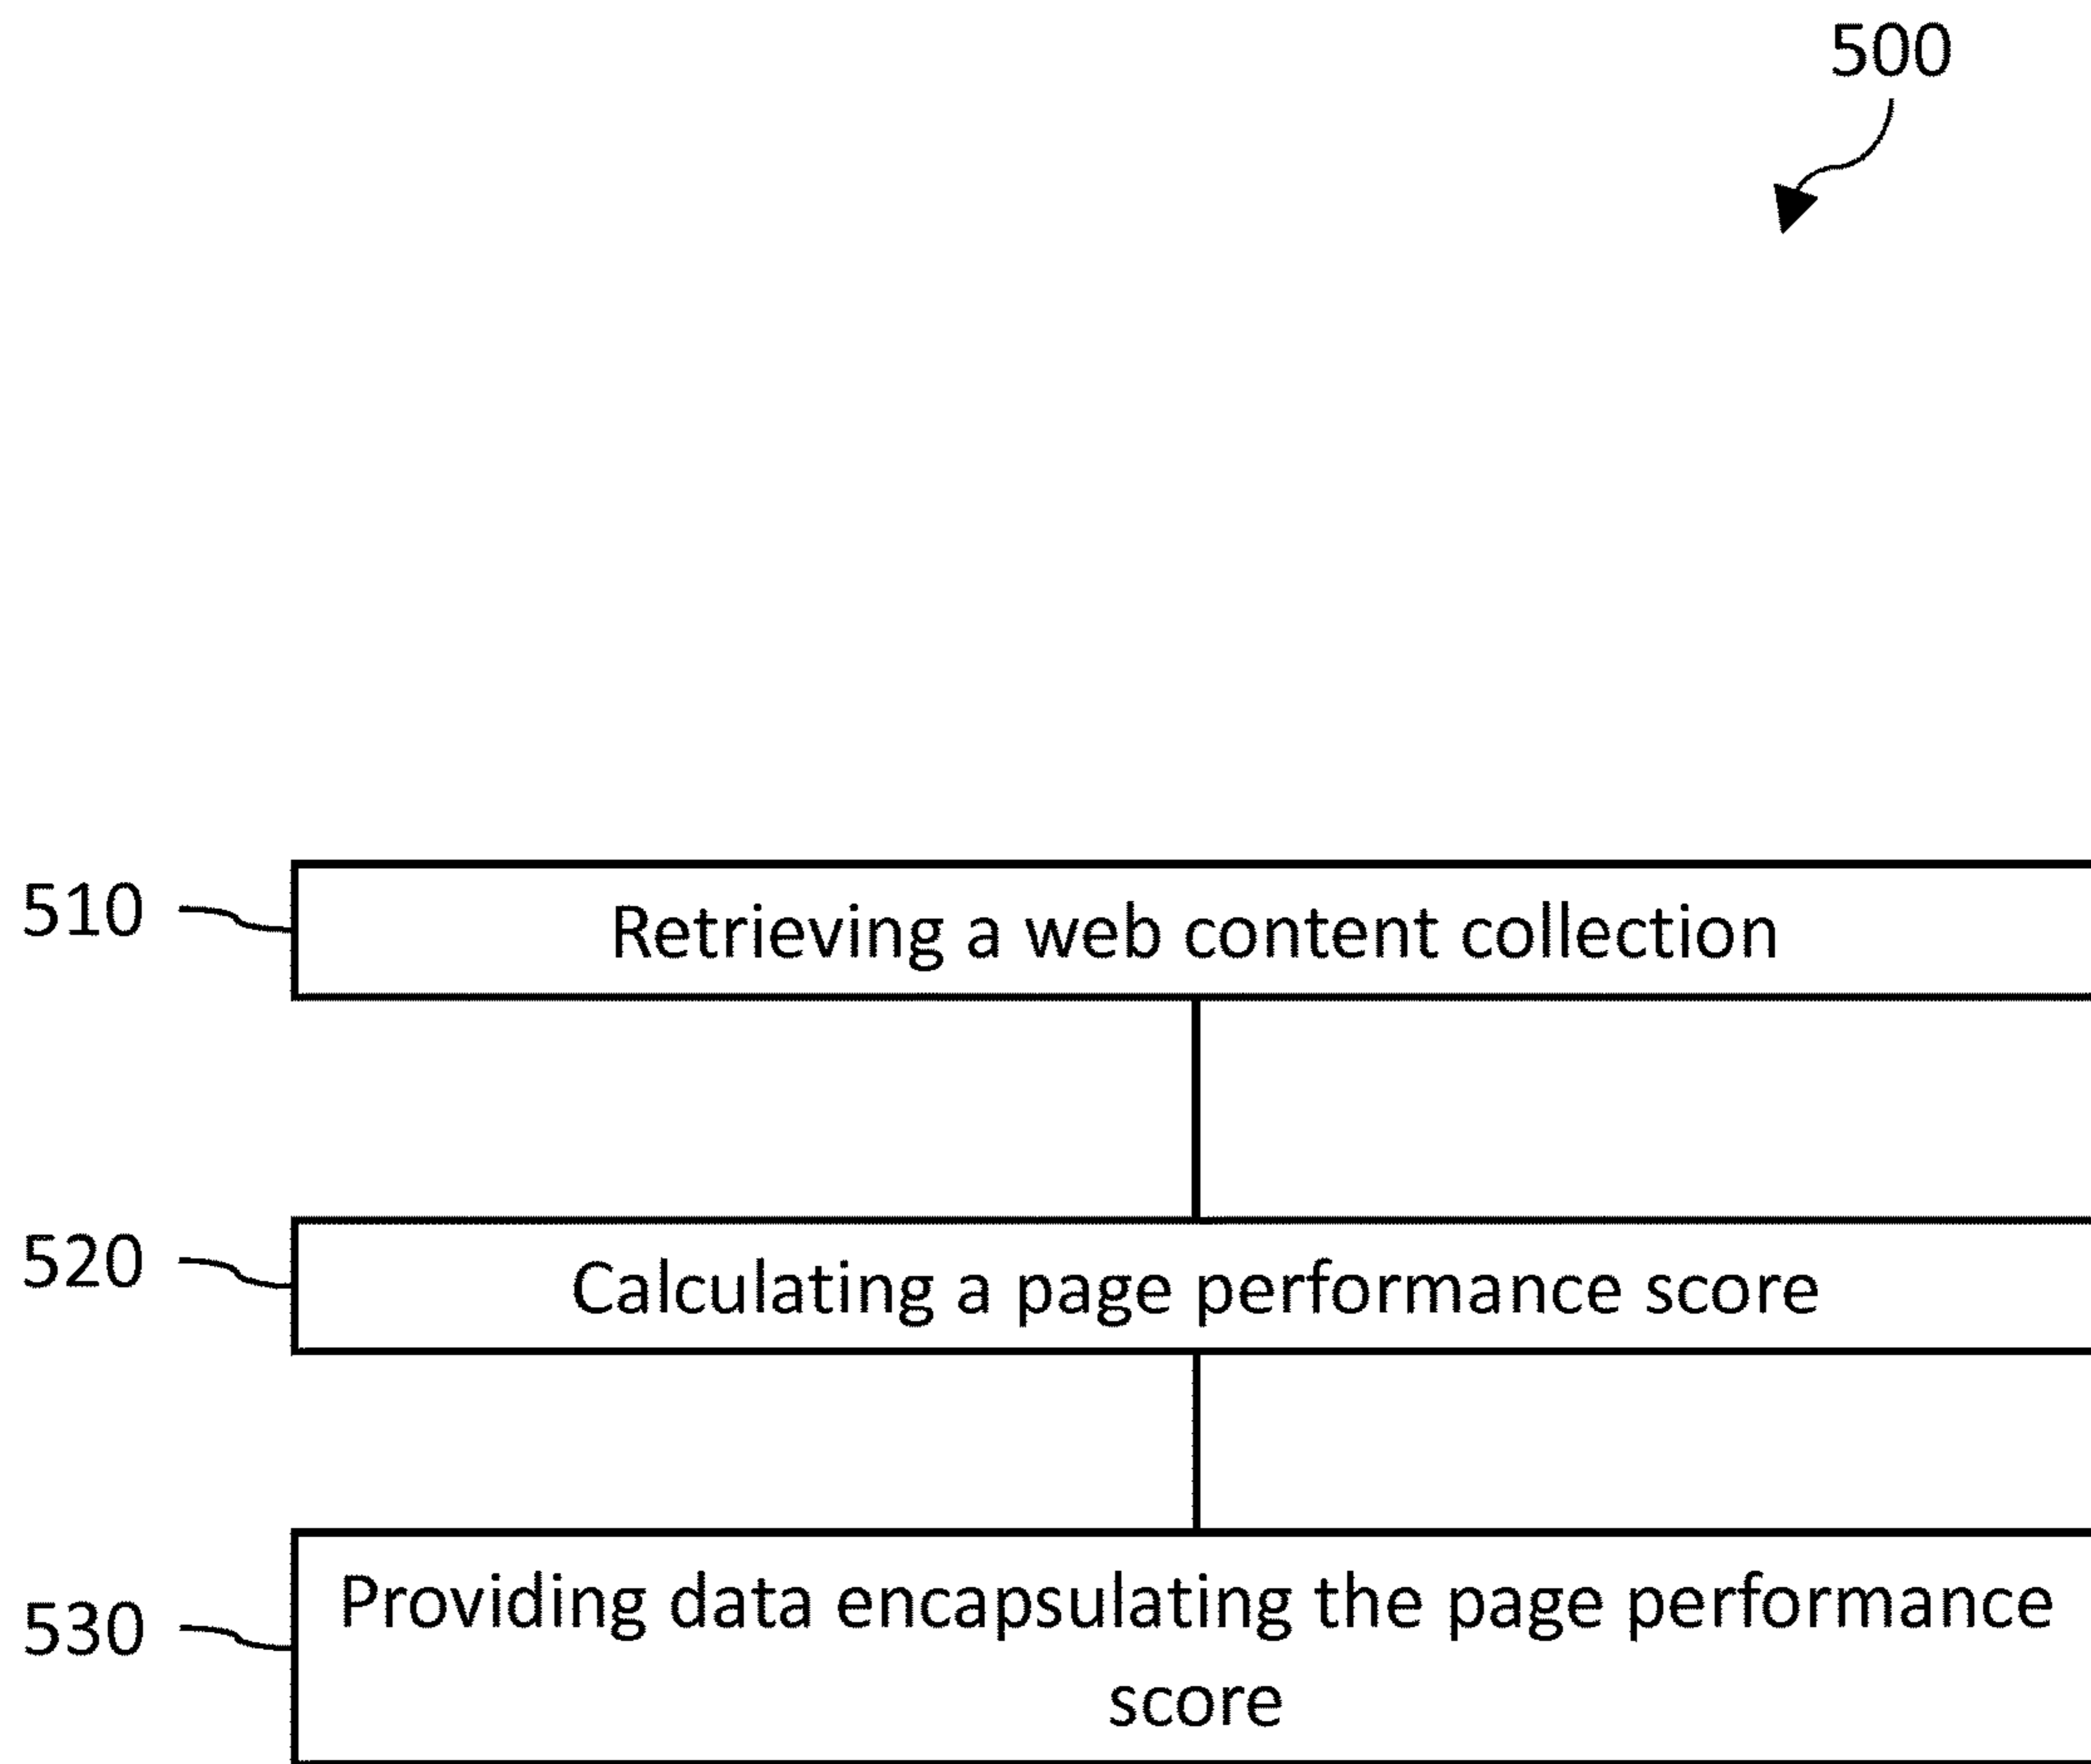 500
510
Retrieving a web content collection
520
Calculating a page performance score
530
Providing data encapsulating the page performance
score